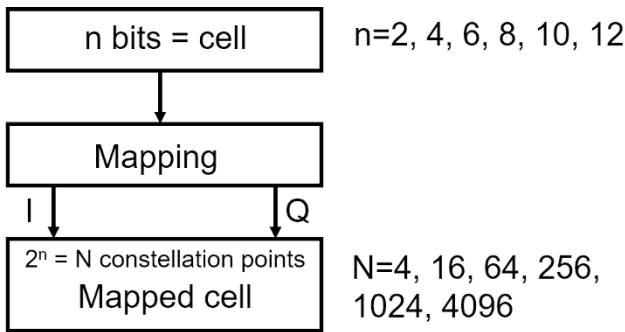 n bits = cell
n=2, 4, 6, 8, 10, 12
Mapping
I
Q
2ⁿ = N constellation points
Mapped cell
N=4, 16, 64, 256,
1024, 4096